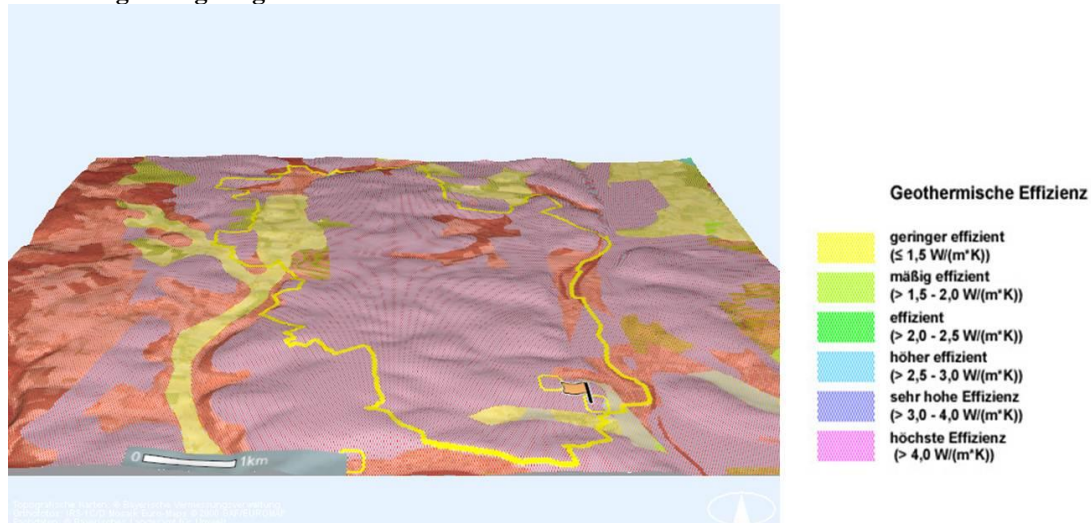 Geothermische Effizienz
geringer effizient
(≤ 1,5 W/(m*K))
mäßig effizient
(> 1,5 - 2,0 W/(m*K))
effizient
(> 2,0 - 2,5 W/(m*K))
höher effizient
(> 2,5 - 3,0 W/(m*K))
sehr hohe Effizienz
(> 3,0 - 4,0 W/(m*K))
höchste Effizienz
(> 4,0 W/(m*K))
0 1km